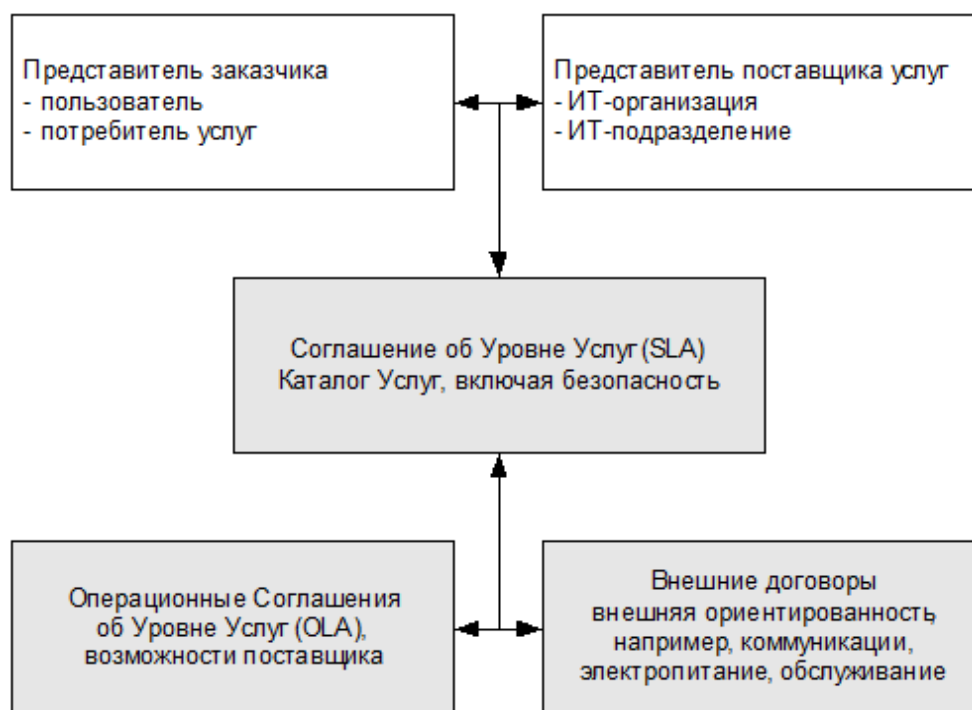 Представитель заказчика
- пользователь
- потребитель услуг
Представитель поставщика услуг
- ИТ-организация
- ИТ-подразделение
Соглашение об Уровне Услуг (SLA)
Каталог Услуг, включая безопасность
Операционные Соглашения
об Уровне Услуг (OLA),
возможности поставщика
Внешние договоры
внешняя ориентированность,
например, коммуникации,
электропитание, обслуживание